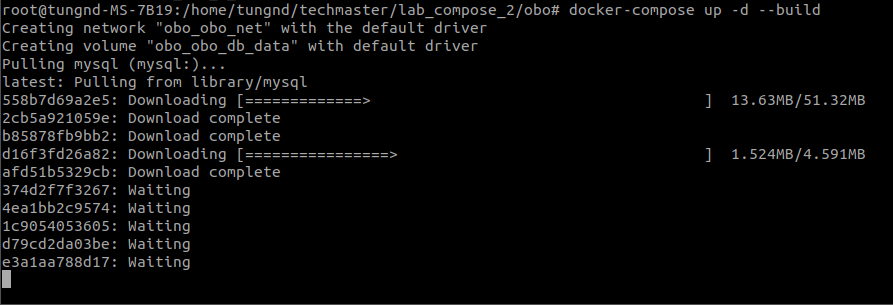 root@tungnd-MS-7B19:/home/tungnd/techmaster/lab_compose_2/obo# docker-compose up -d --build
Creating network "obo_obo_net" with the default driver
Creating volume "obo_obo_db_data" with default driver
Pulling mysql (mysql:)...
latest: Pulling from library/mysql
558b7d69a2e5: Downloading [=============>                                     ]  13.63MB/51.32MB
2cb5a921059e: Download complete
b85878fb9bb2: Download complete
d16f3fd26a82: Downloading [================>                                  ]  1.524MB/4.591MB
afd51b5329cb: Download complete
374d2f7f3267: Waiting
4ea1bb2c9574: Waiting
1c9054053605: Waiting
d79cd2da03be: Waiting
e3a1aa788d17: Waiting